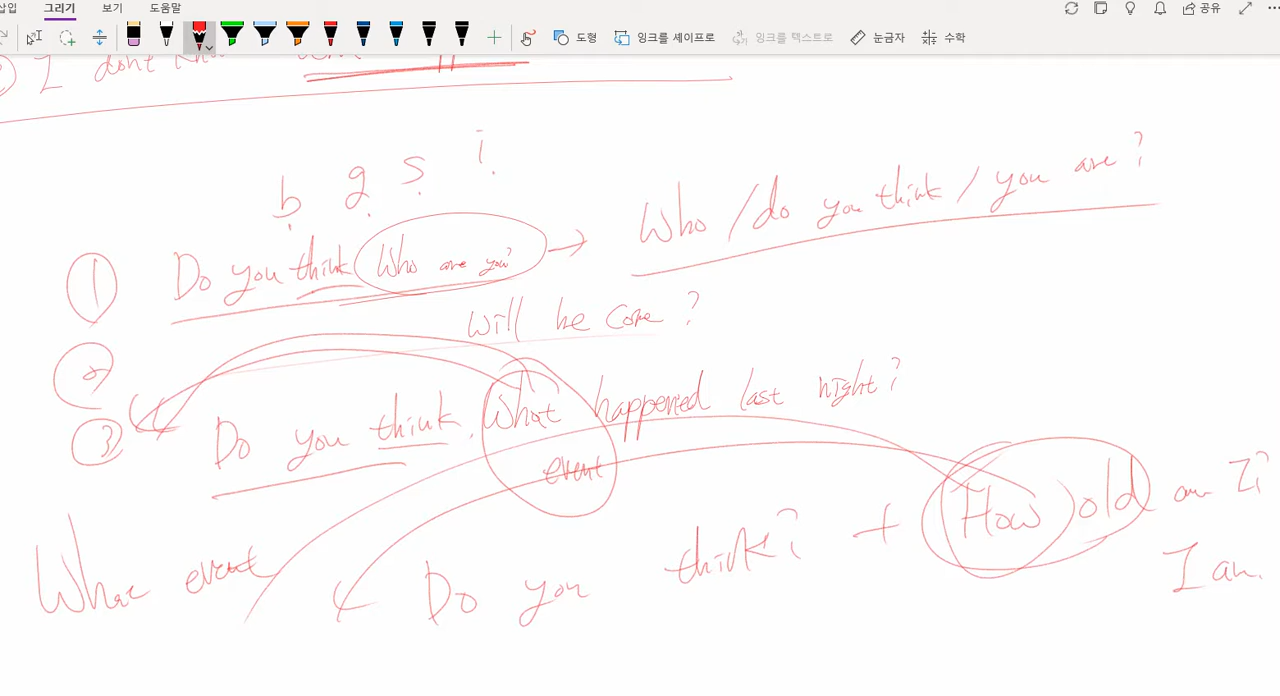 삽입 그리기 보기 도움말 공유
도형 잉크를 셰이프로 잉크를 텍스트로 눈금자 수학
② I don't know
b g s i
① Do you think Who are you? → Who / do you think / you are?
will he come?
②
③ Do you think what happened last night?
event
What event Do you think? + How old am I?
I am.